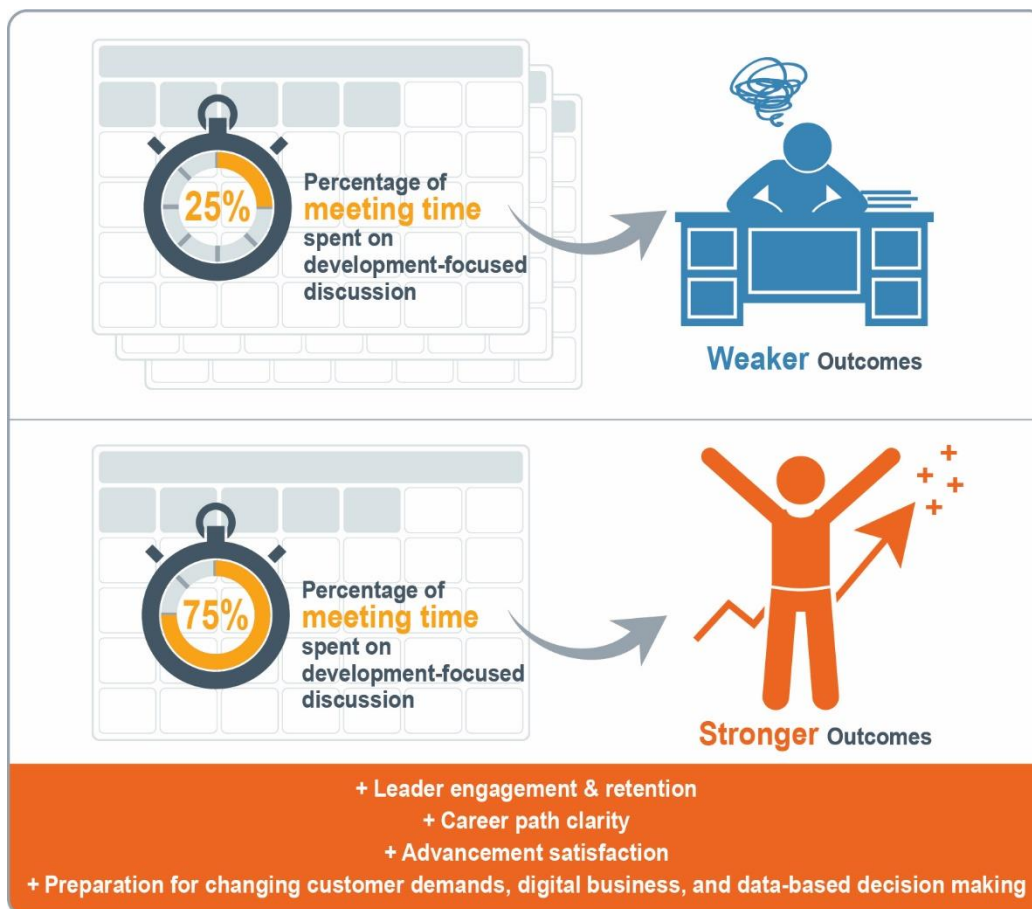 25%
Percentage of
meeting time
spent on
development-focused
discussion
Weaker Outcomes
75%
Percentage of
meeting time
spent on
development-focused
discussion
Stronger Outcomes
+ Leader engagement & retention
+ Career path clarity
+ Advancement satisfaction
+ Preparation for changing customer demands, digital business, and data-based decision making